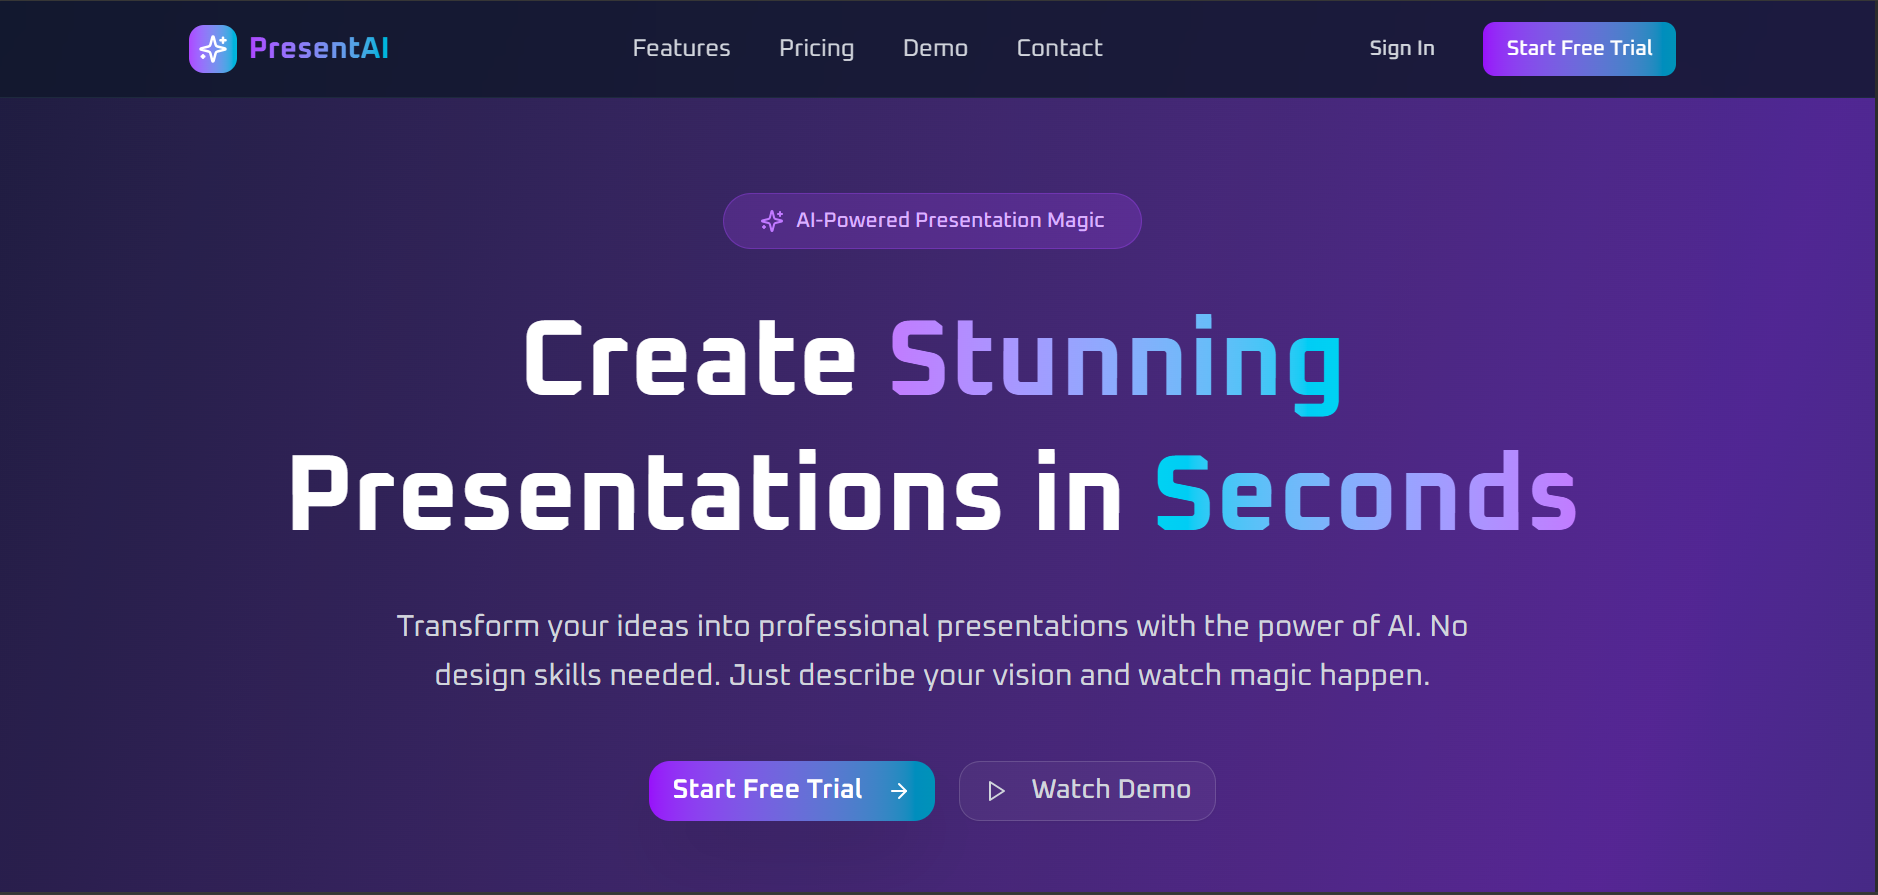 PresentAI
Features
Pricing
Demo
Contact
Sign In
Start Free Trial
AI-Powered Presentation Magic
Create Stunning
Presentations in Seconds
Transform your ideas into professional presentations with the power of AI. No
design skills needed. Just describe your vision and watch magic happen.
Start Free Trial
Watch Demo